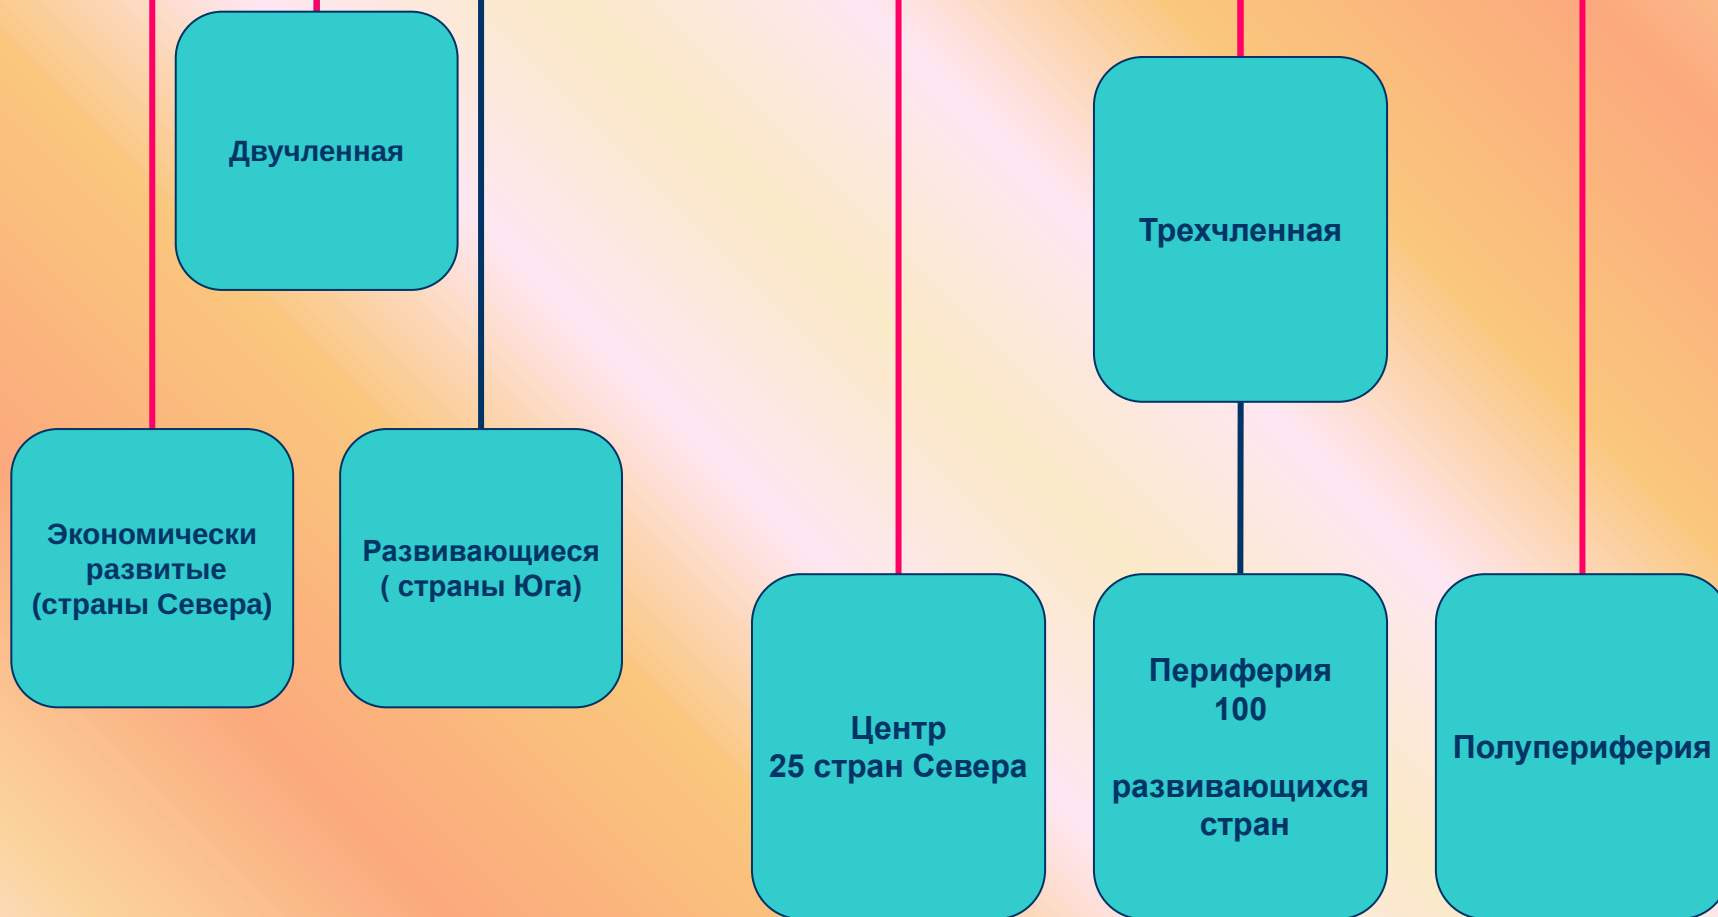 Двучленная
Экономически
развитые
(страны Севера)
Развивающиеся
( страны Юга)
Трехчленная
Центр
25 стран Севера
Периферия
100
развивающихся
стран
Полупериферия